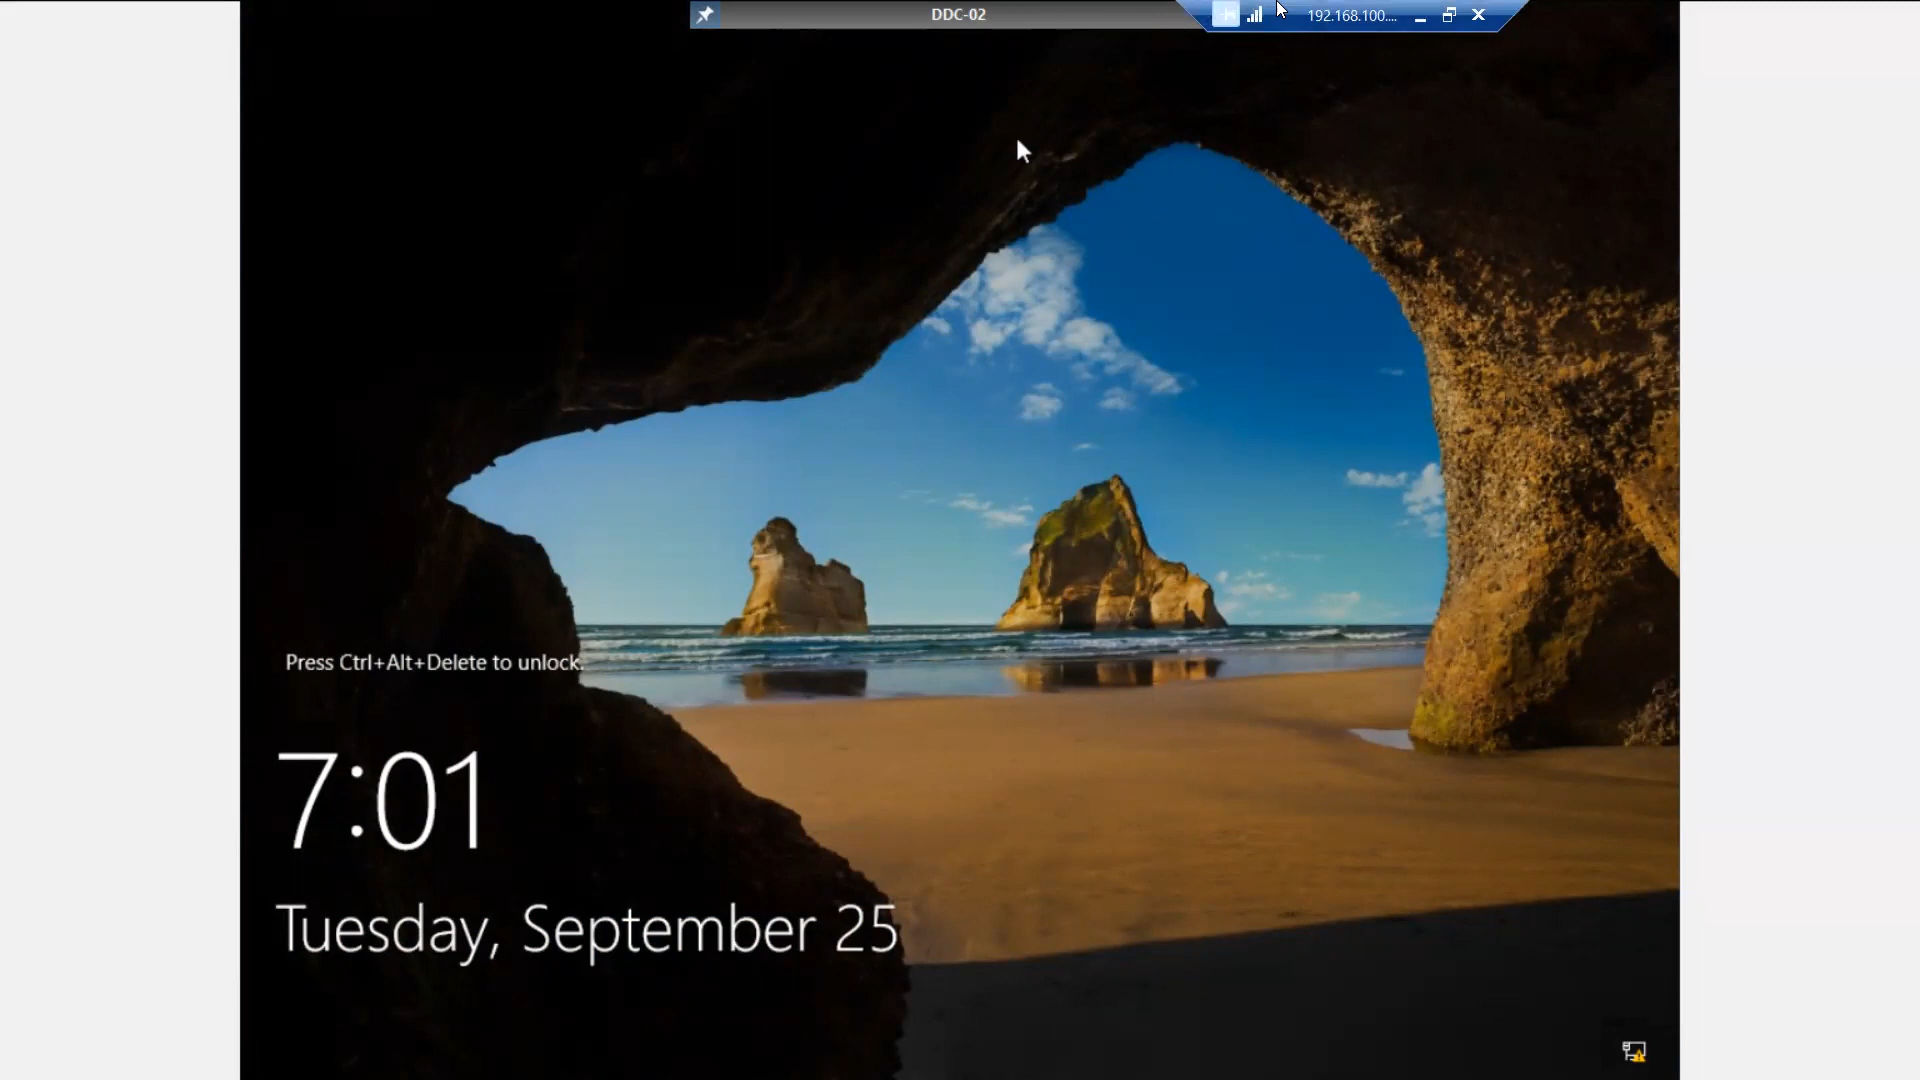 DDC-02
192.168.100....
Press Ctrl+Alt+Delete to unlock.
7:01
Tuesday, September 25